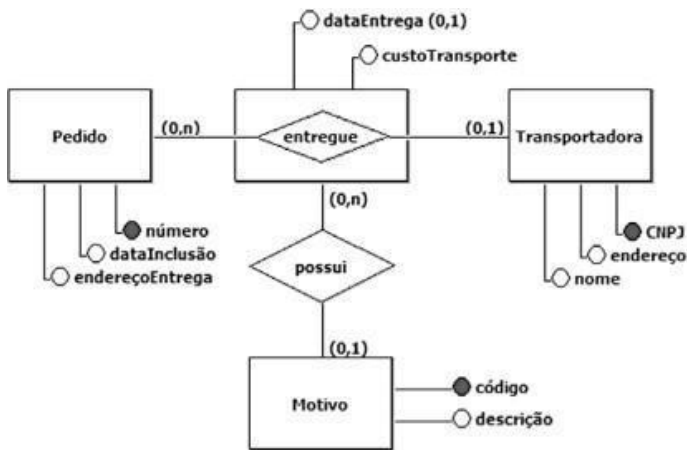 dataEntrega (0,1)
custoTransporte
Pedido
(0,n)
entregue
(0,1)
Transportadora
número
dataInclusão
endereçoEntrega
(0,n)
CNPJ
endereço
nome
possui
(0,1)
Motivo
código
descrição